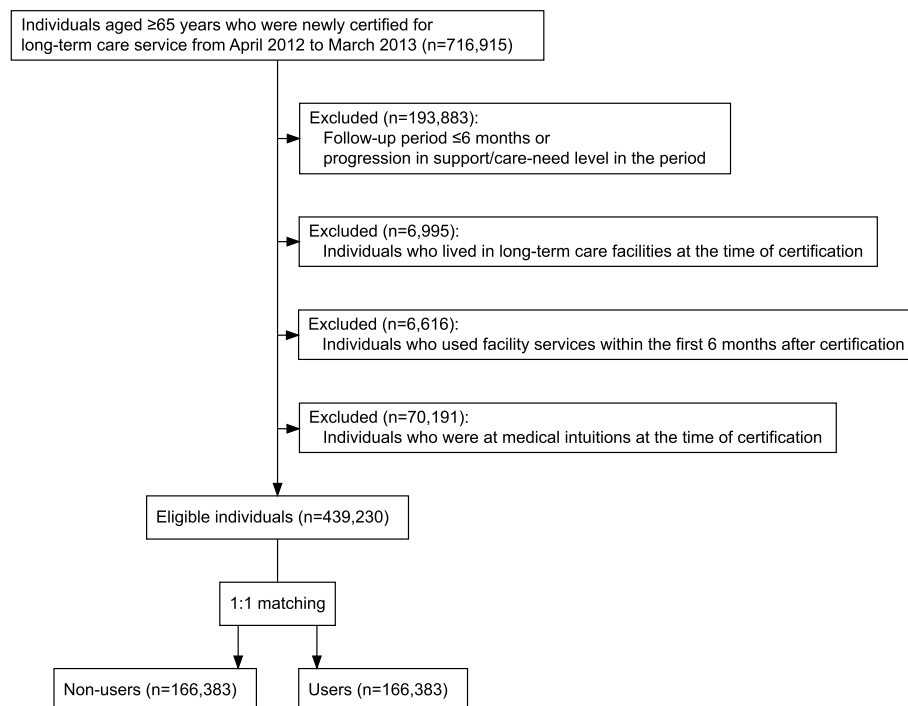 Individuals aged ≥65 years who were newly certified for
long-term care service from April 2012 to March 2013 (n=716,915)
Excluded (n=193,883):
Follow-up period ≤6 months or
progression in support/care-need level in the period
Excluded (n=6,995):
Individuals who lived in long-term care facilities at the time of certification
Excluded (n=6,616):
Individuals who used facility services within the first 6 months after certification
Excluded (n=70,191):
Individuals who were at medical intuitions at the time of certification
Eligible individuals (n=439,230)
1:1 matching
Non-users (n=166,383)
Users (n=166,383)